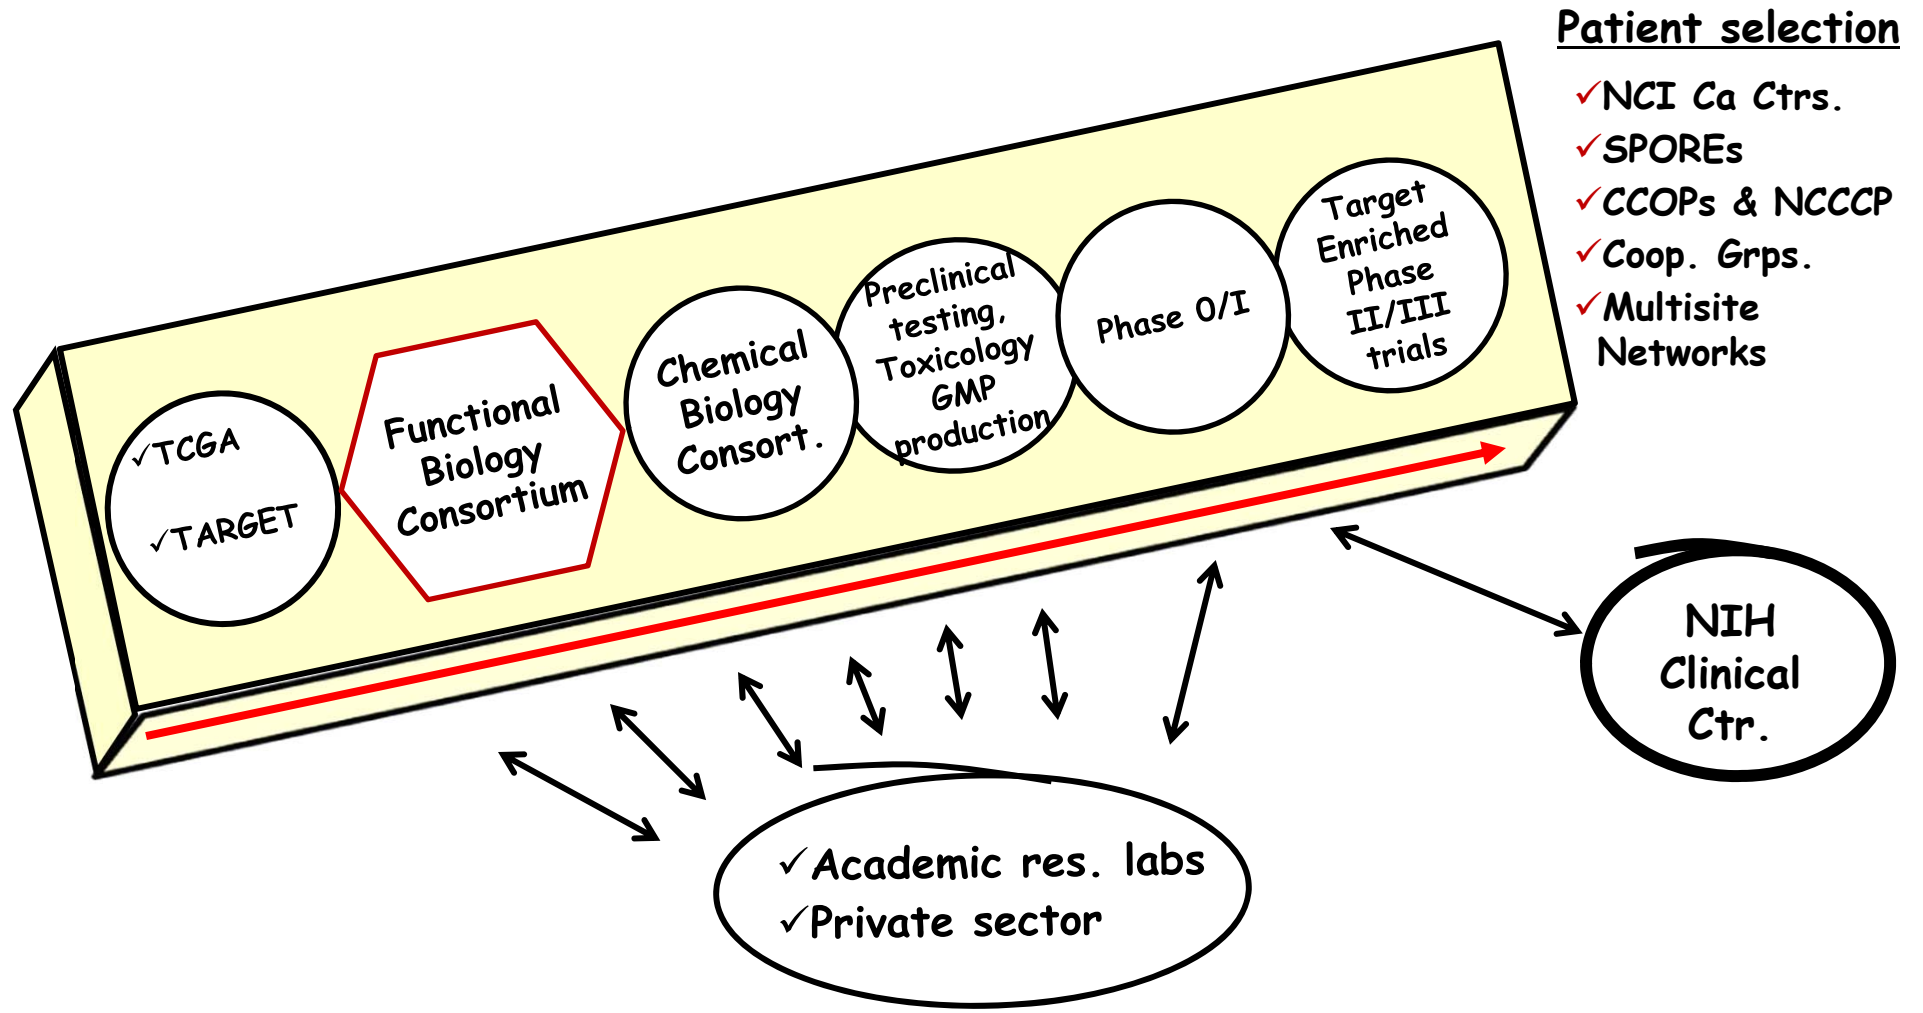 Patient selection
✓NCI Ca Ctrs.
✓SPOREs
✓CCOPs & NCCCP
✓Coop. Grps.
✓Multisite
Networks
✓TCGA
✓TARGET
Functional
Biology
Consortium
Chemical
Biology
Consort.
Preclinical
testing,
Toxicology
GMP
production
Phase 0/I
Target
Enriched
Phase
II/III
trials
NIH
Clinical
Ctr.
✓Academic res. labs
✓Private sector